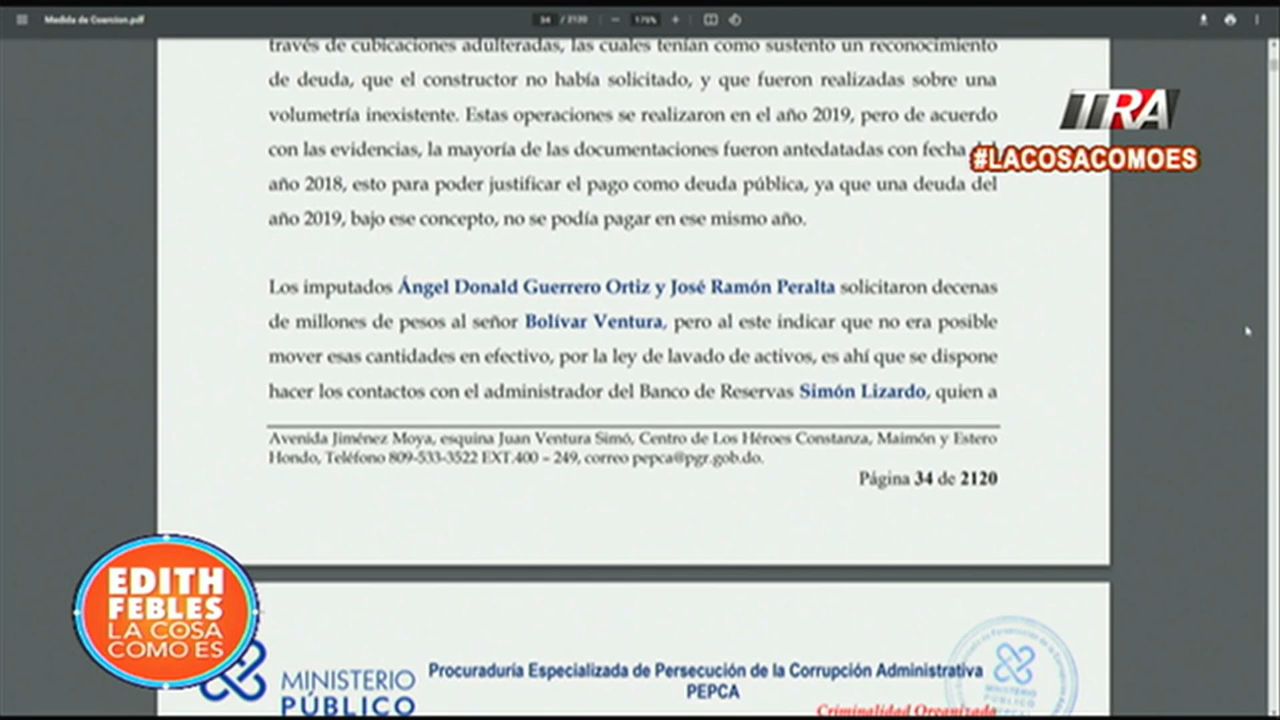 Medida de Coercion.pdf
34 / 2120
175%
través de cubicaciones adulteradas, las cuales tenían como sustento un reconocimiento
de deuda, que el constructor no había solicitado, y que fueron realizadas sobre una
volumetría inexistente. Estas operaciones se realizaron en el año 2019, pero de acuerdo
con las evidencias, la mayoría de las documentaciones fueron antedatadas con fecha
año 2018, esto para poder justificar el pago como deuda pública, ya que una deuda del
año 2019, bajo ese concepto, no se podía pagar en ese mismo año.
TRA
#LACOSACOMOES
Los imputados Ángel Donald Guerrero Ortiz y José Ramón Peralta solicitaron decenas
de millones de pesos al señor Bolívar Ventura, pero al este indicar que no era posible
mover esas cantidades en efectivo, por la ley de lavado de activos, es ahí que se dispone
hacer los contactos con el administrador del Banco de Reservas Simón Lizardo, quien a
Avenida Jiménez Moya, esquina Juan Ventura Simó, Centro de Los Héroes Constanza, Maimón y Estero
Hondo, Teléfono 809-533-3522 EXT.400 – 249, correo pepca@pgr.gob.do.
Página 34 de 2120
EDITH
FEBLES
LA COSA
COMO ES
MINISTERIO
PÚBLICO
Procuraduría Especializada de Persecución de la Corrupción Administrativa
PEPCA
Criminalidad Organizada
MINISTERIO
PÚBLICO